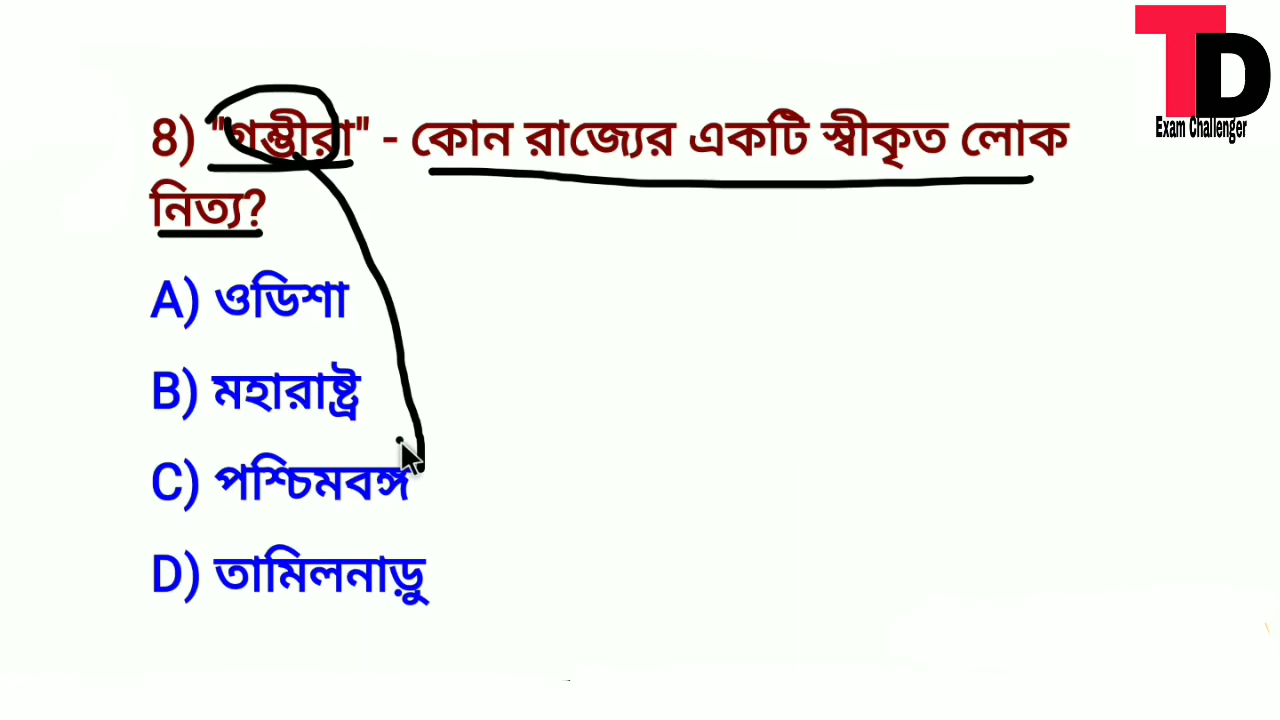 TD
Exam Challenger
8) "গম্ভীরা" - কোন রাজ্যের একটি স্বীকৃত লোক
নিত্য?
A) ওডিশা
B) মহারাষ্ট্র
C) পশ্চিমবঙ্গ
D) তামিলনাড়ু